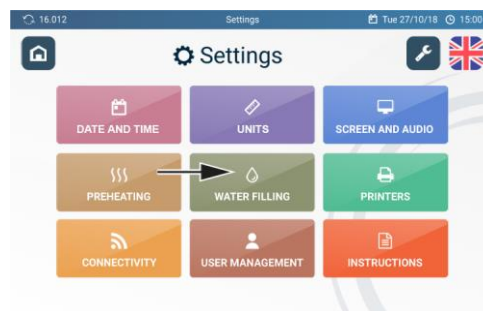 16.012 Settings Tue 27/10/18 15:00
Settings
DATE AND TIME UNITS SCREEN AND AUDIO
PREHEATING WATER FILLING PRINTERS
CONNECTIVITY USER MANAGEMENT INSTRUCTIONS